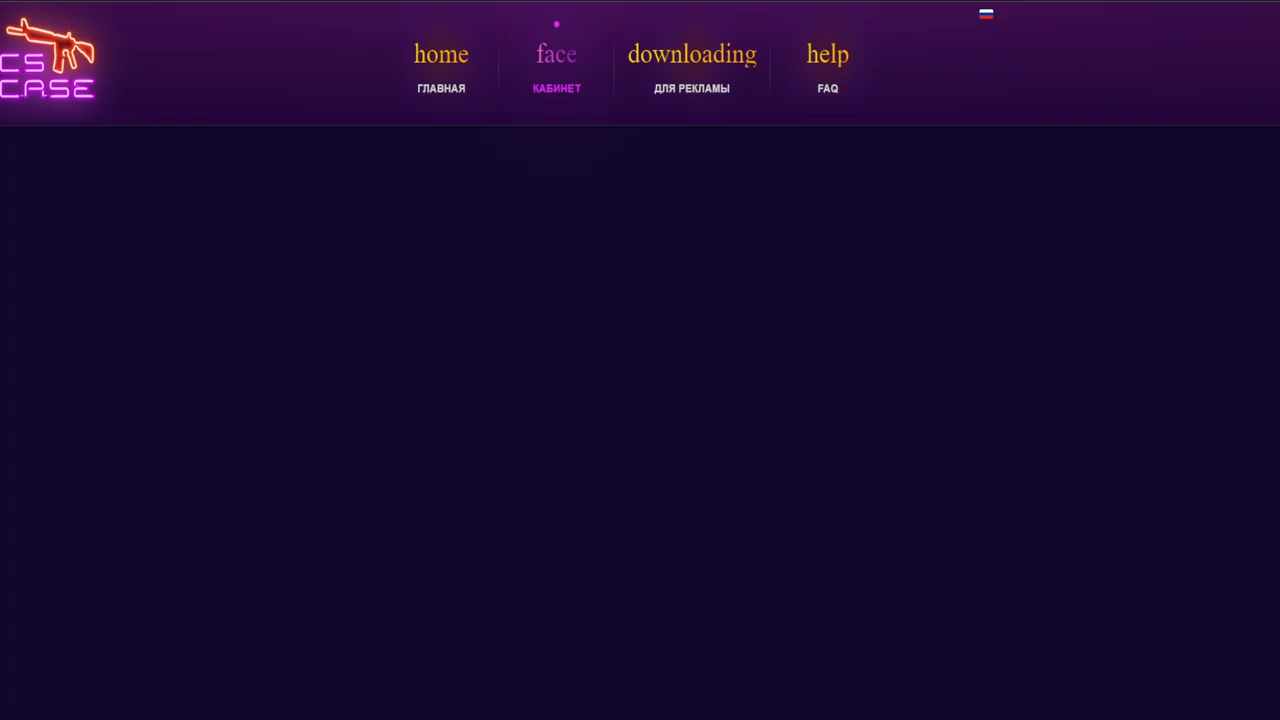 CS
CASE
home
ГЛАВНАЯ
face
КАБИНЕТ
downloading
ДЛЯ РЕКЛАМЫ
help
FAQ